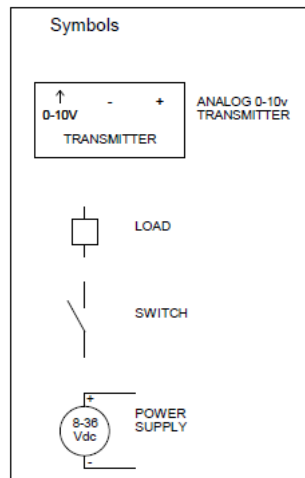 Symbols
↑ - +
0-10V
TRANSMITTER
ANALOG 0-10v
TRANSMITTER
LOAD
SWITCH
+
8-36
Vdc
-
POWER
SUPPLY